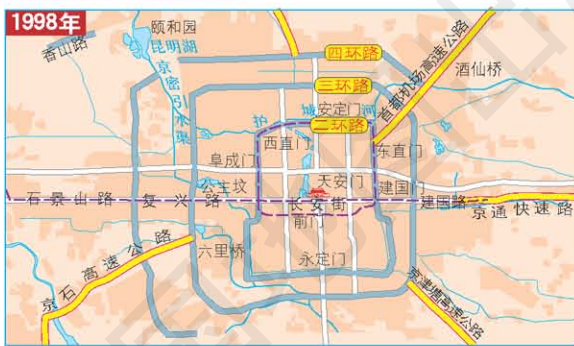 1998年
颐和园
昆明湖
香山路
京密引水渠
四环路
三环路
护城河
安定门
二环路
首都机场高速公路
酒仙桥
西直门
东直门
阜成门
天安门
建国门
公主坟
石景山路
复兴路
长安街
建国路
京通快速路
前门
六里桥
永定门
京石高速公路
京津塘高速公路